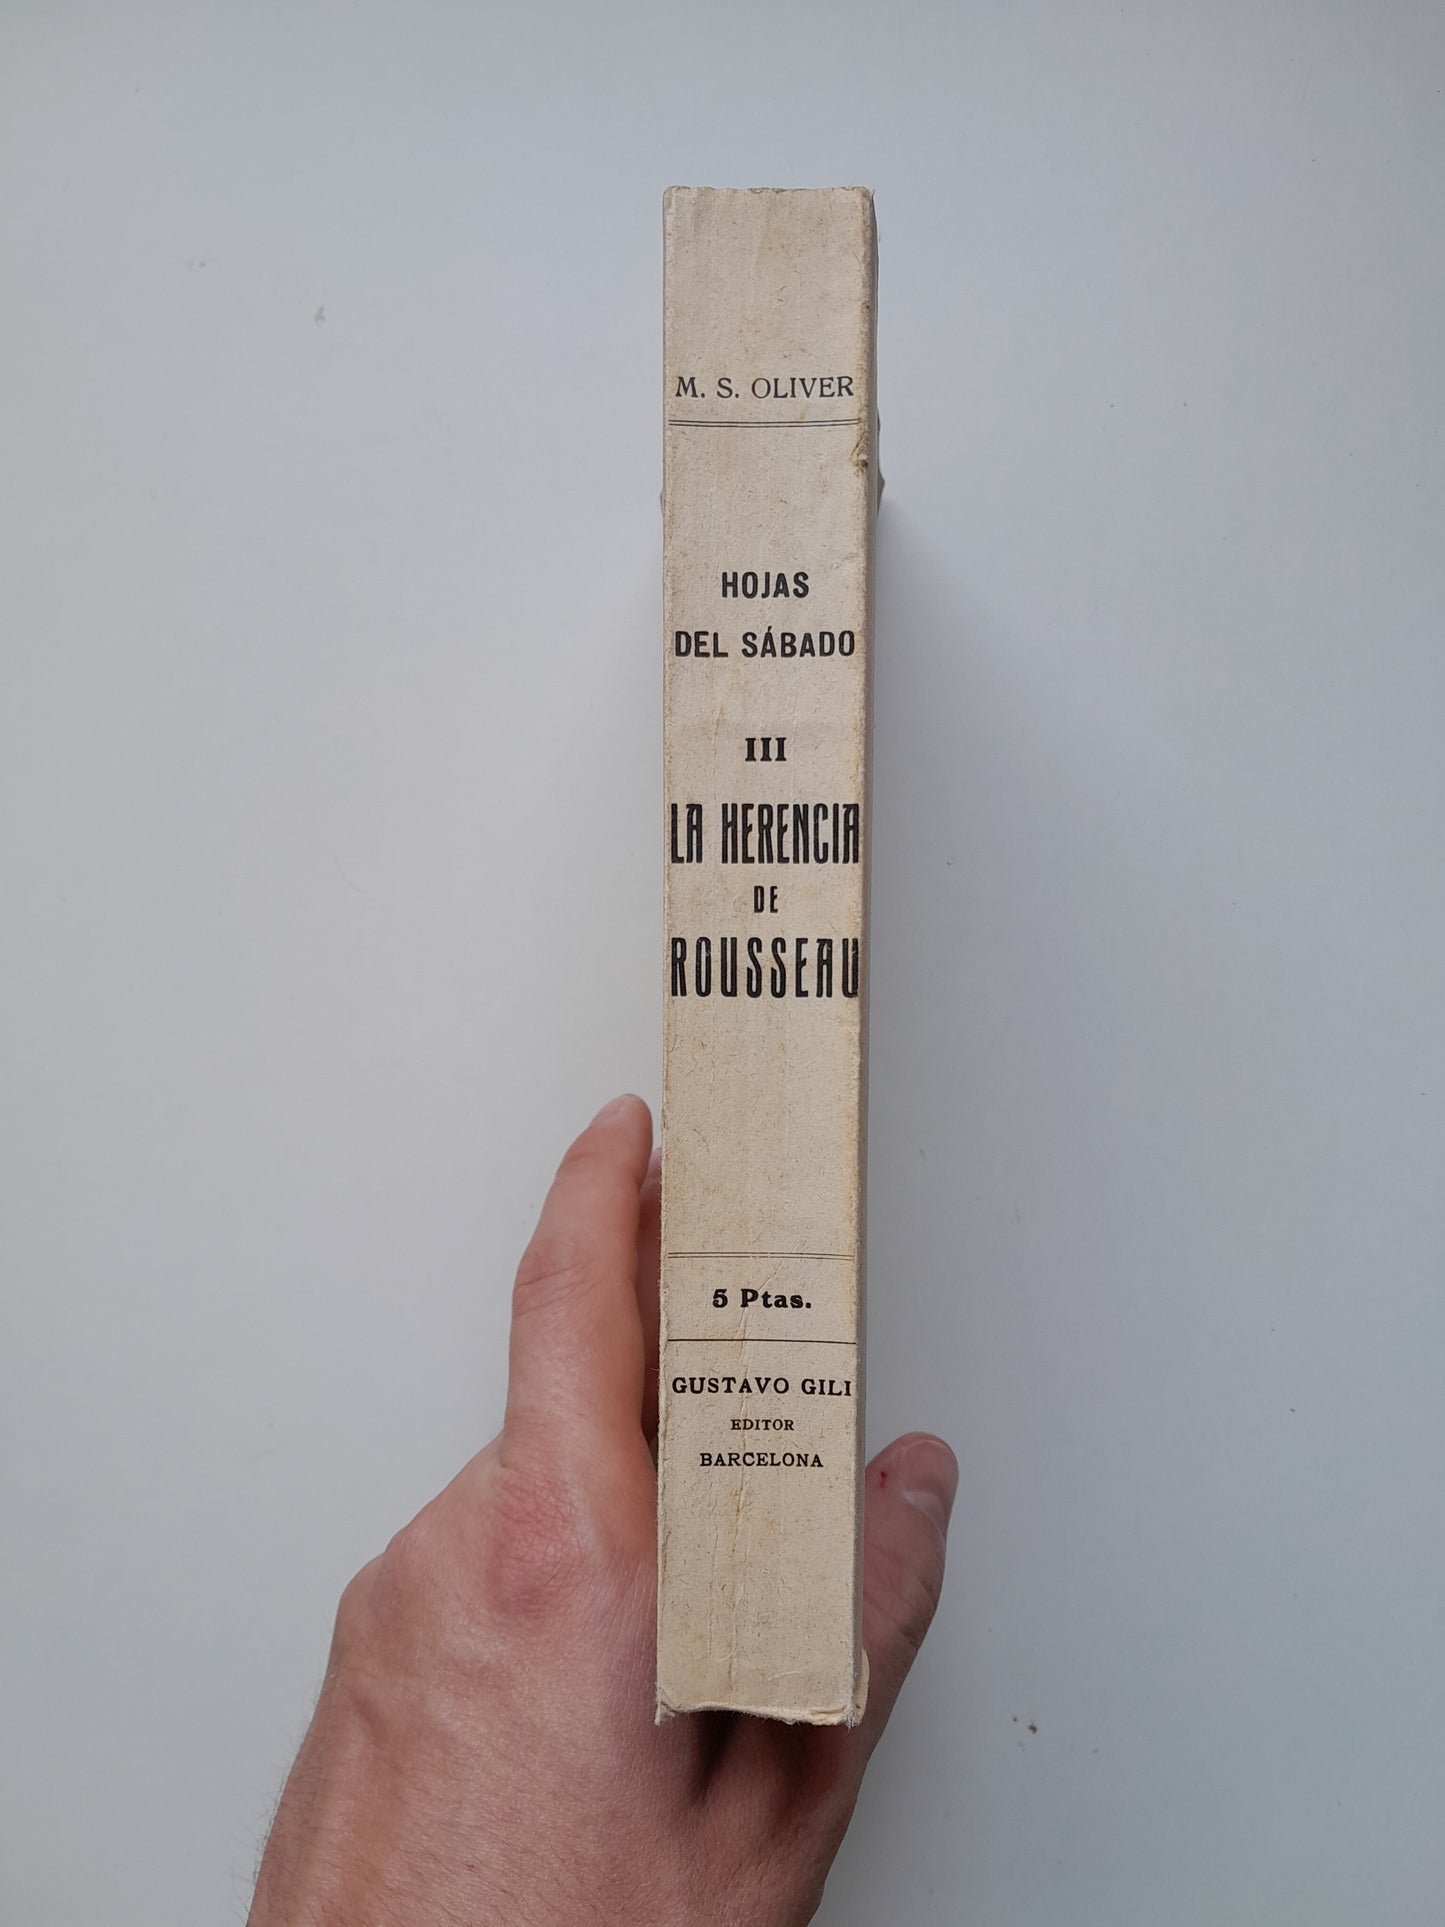 M. S. OLIVER
HOJAS
DEL SÁBADO
III
LA HERENCIA
DE
ROUSSEAU
5 Ptas.
GUSTAVO GILI
EDITOR
BARCELONA